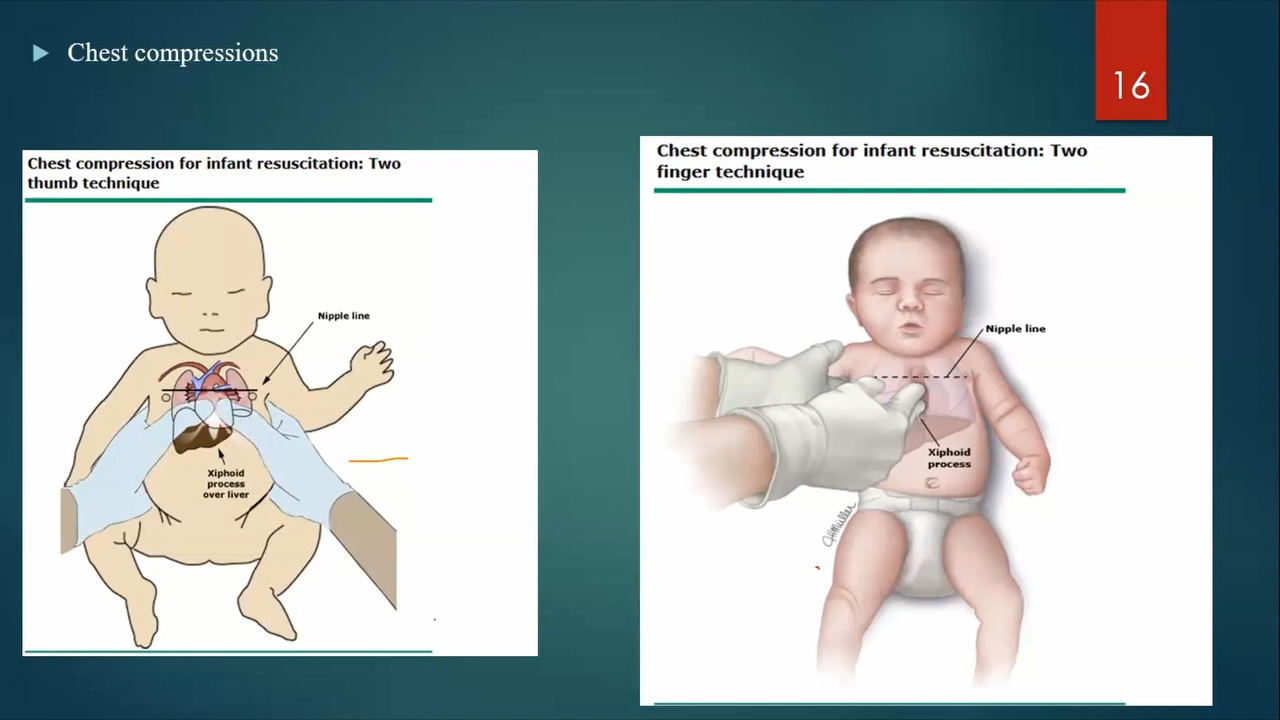 Chest compressions
16
Chest compression for infant resuscitation: Two
thumb technique
Nipple line
Xiphoid
process
over liver
Chest compression for infant resuscitation: Two
finger technique
Nipple line
Xiphoid
process